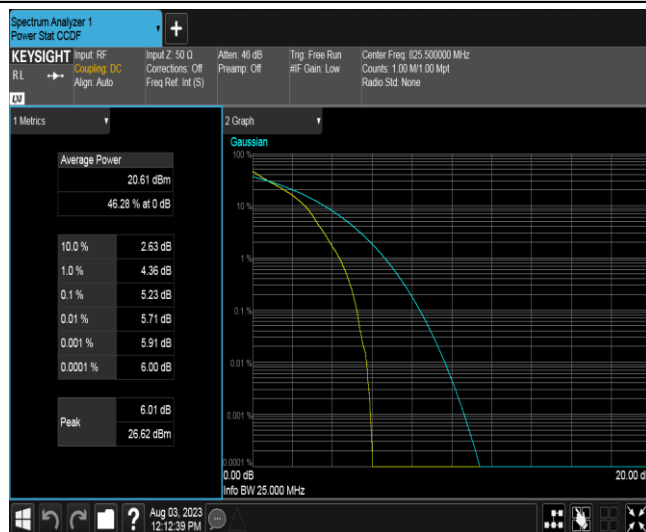 Spectrum Analyzer 1
Power Stat CCDF
+
KEYSIGHT Input: RF Input Z: 50 Ω Atten: 46 dB Trig: Free Run Center Freq: 825.500000 MHz
RL Coupling: DC Corrections: Off Preamp: Off #IF Gain: Low Counts: 1.00 M/1.00 Mpt
Align: Auto Freq Ref: Int (S) Radio Std: None
LXI
1 Metrics
2 Graph
Gaussian
Average Power
20.61 dBm
46.28 % at 0 dB
10.0 % 2.63 dB
1.0 % 4.36 dB
0.1 % 5.23 dB
0.01 % 5.71 dB
0.001 % 5.91 dB
0.0001 % 6.00 dB
Peak
6.01 dB
26.62 dBm
100 %
10 %
1 %
0.1 %
0.01 %
0.001 %
0.0001 %
0.00 dB 20.00 d
Info BW 25.000 MHz
? Aug 03, 2023
12:12:39 PM